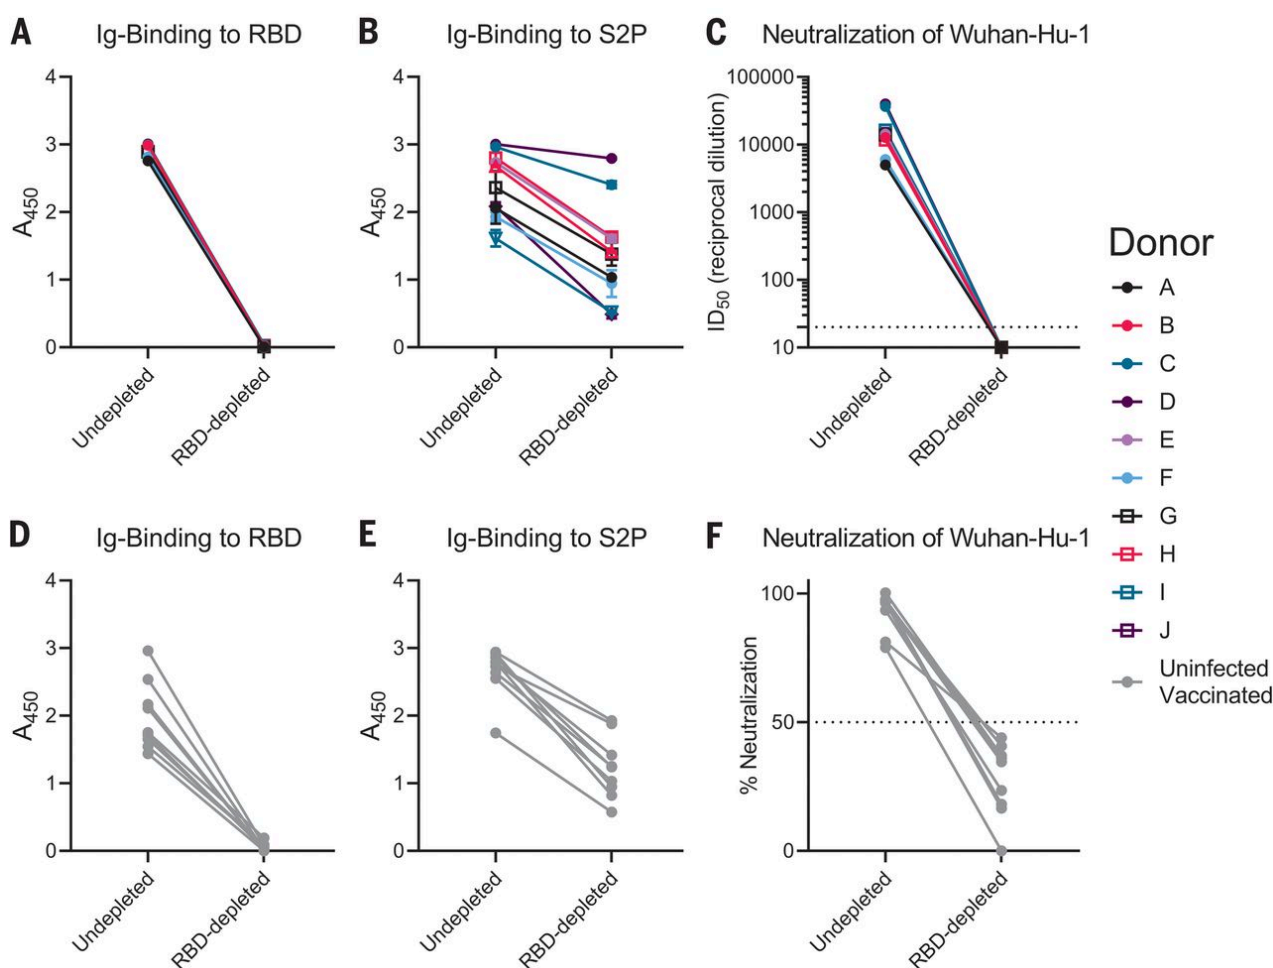 A Ig-Binding to RBD
4
3
2
1
0
A450
Undepleted
RBD-depleted
B Ig-Binding to S2P
4
3
2
1
0
A450
Undepleted
RBD-depleted
C Neutralization of Wuhan-Hu-1
100000
10000
1000
100
10
ID50 (reciprocal dilution)
Undepleted
RBD-depleted
Donor
A
B
C
D
E
F
G
H
I
J
Uninfected
Vaccinated
D Ig-Binding to RBD
4
3
2
1
0
A450
Undepleted
RBD-depleted
E Ig-Binding to S2P
4
3
2
1
0
A450
Undepleted
RBD-depleted
F Neutralization of Wuhan-Hu-1
100
50
0
% Neutralization
Undepleted
RBD-depleted